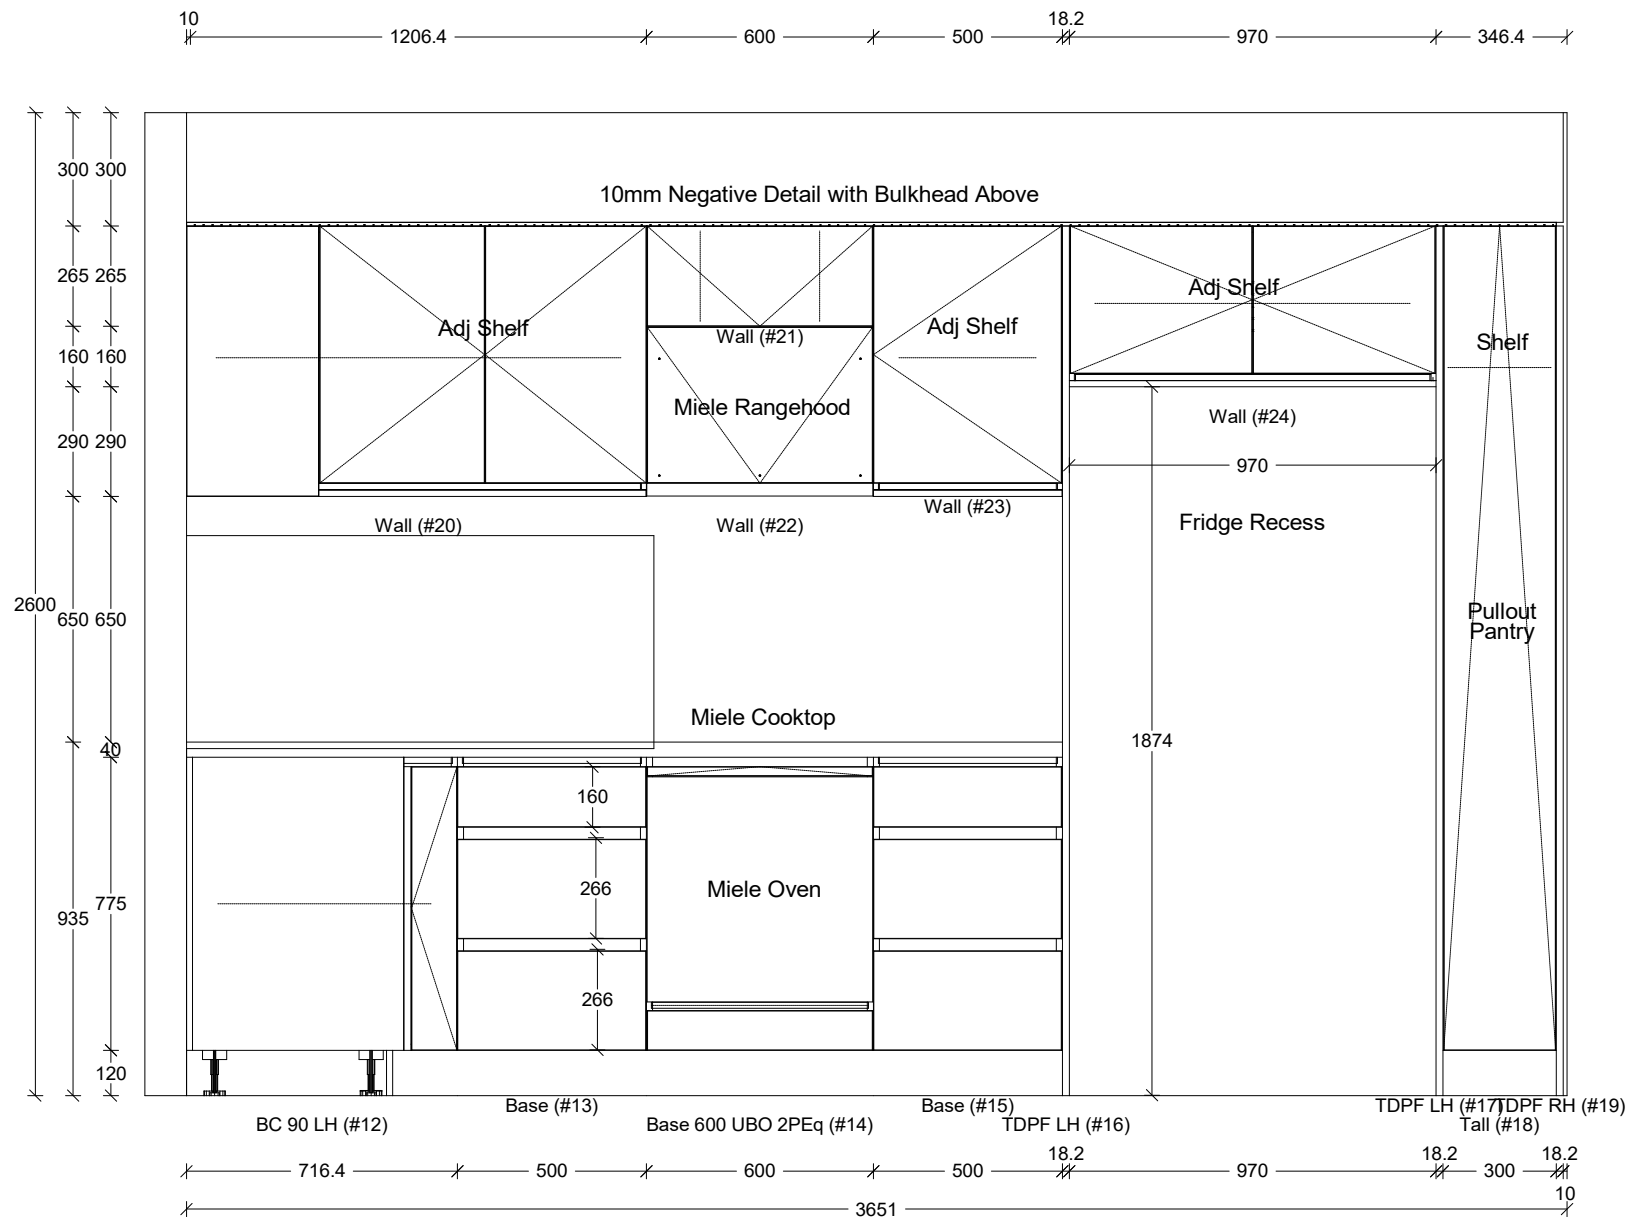 10
18.2
1206.4
600
500
970
346.4
300 300
10mm Negative Detail with Bulkhead Above
265 265
Adj Shelf
Adj Shelf
Adj Shelf
Wall (#21)
Shelf
160 160
Miele Rangehood
Wall (#24)
290 290
970
Wall (#23)
Wall (#20)
Wall (#22)
Fridge Recess
2600
650 650
Pullout
Pantry
Miele Cooktop
1874
40
160
266
Miele Oven
775
935
266
120
Base (#13)
Base (#15)
TDPF LH (#17)
TDPF RH (#19)
BC 90 LH (#12)
Base 600 UBO 2PEq (#14)
TDPF LH (#16)
Tall (#18)
18.2
18.2
18.2
716.4
500
600
500
970
300
10
3651